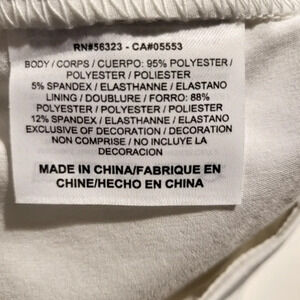 RN#56323 - CA#05553
BODY / CORPS / CUERPO: 95% POLYESTER /
POLYESTER / POLIESTER
5% SPANDEX / ELASTHANNE / ELASTANO
LINING / DOUBLURE / FORRO: 88%
POLYESTER / POLYESTER / POLIESTER
12% SPANDEX / ELASTHANNE / ELASTANO
EXCLUSIVE OF DECORATION / DECORATION
NON COMPRISE / NO INCLUYE LA
DECORACION
MADE IN CHINA/FABRIQUE EN
CHINE/HECHO EN CHINA